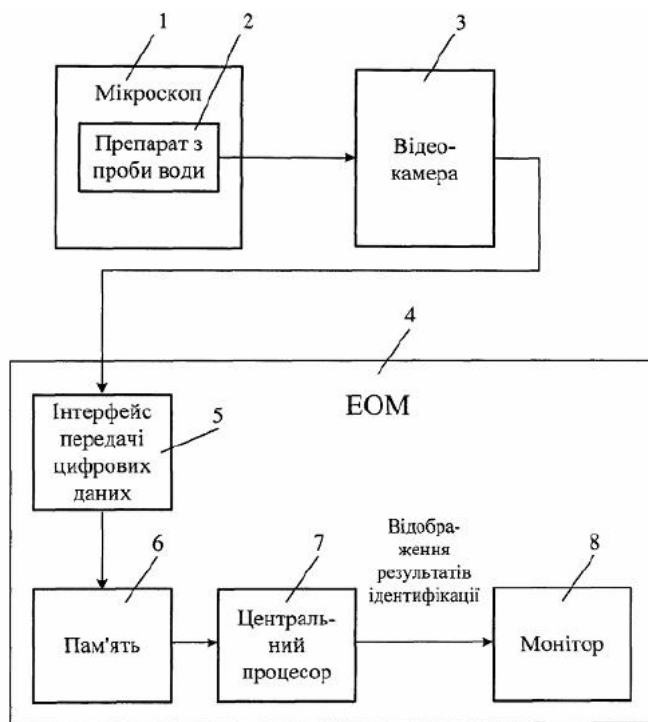 1
2
3
Мікроскоп
Препарат з
проби води
Відео-
камера
4
ЕОМ
Інтерфейс
передачі
цифрових
даних
5
6
7
Відобра-
ження
результатів
ідентифікації
8
Пам'ять
Централь-
ний
процесор
Монітор